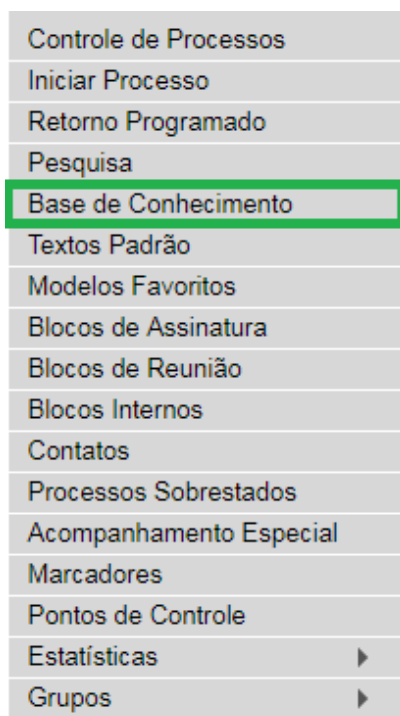 Controle de Processos
Iniciar Processo
Retorno Programado
Pesquisa
Base de Conhecimento
Textos Padrão
Modelos Favoritos
Blocos de Assinatura
Blocos de Reunião
Blocos Internos
Contatos
Processos Sobrestados
Acompanhamento Especial
Marcadores
Pontos de Controle
Estatísticas
Grupos